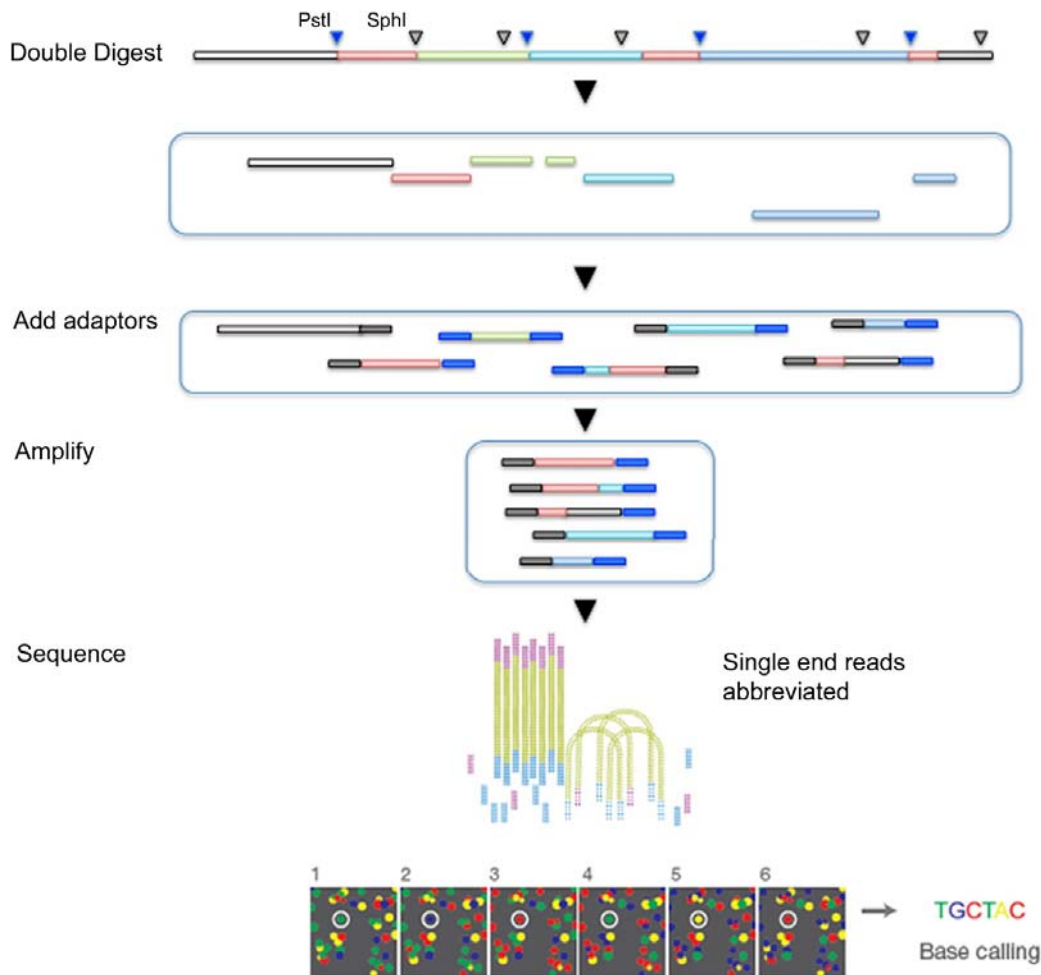 PstI SphI
Double Digest
Add adaptors
Amplify
Sequence
Single end reads
abbreviated
1 2 3 4 5 6
TGCTAC
Base calling